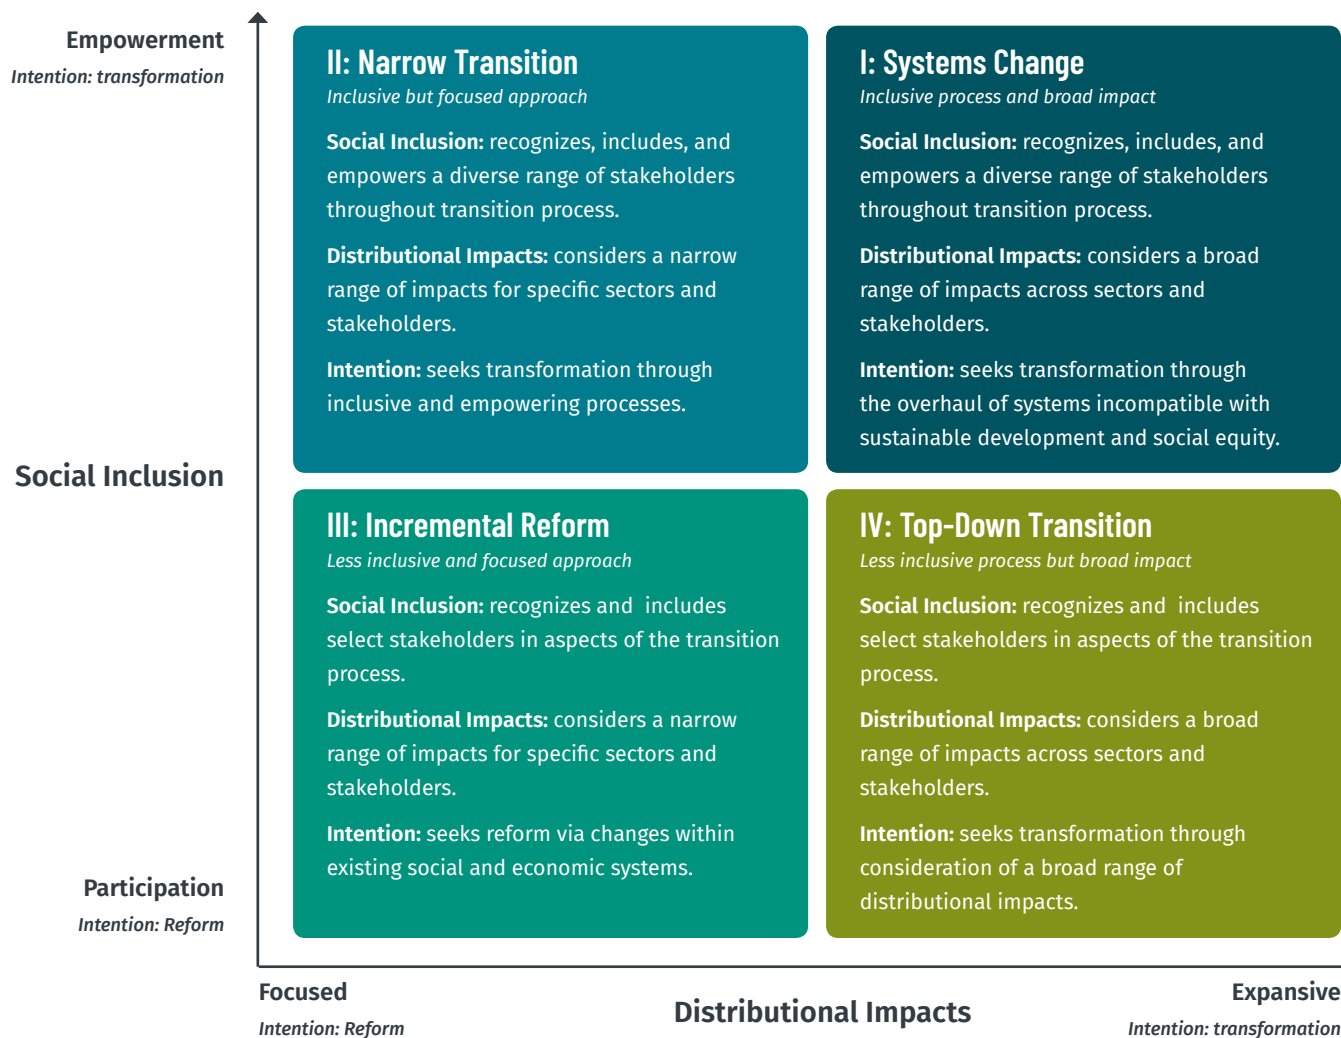 Empowerment
Intention: transformation
Social Inclusion
Participation
Intention: Reform
II: Narrow Transition
Inclusive but focused approach
Social Inclusion: recognizes, includes, and
empowers a diverse range of stakeholders
throughout transition process.
Distributional Impacts: considers a narrow
range of impacts for specific sectors and
stakeholders.
Intention: seeks transformation through
inclusive and empowering processes.
I: Systems Change
Inclusive process and broad impact
Social Inclusion: recognizes, includes, and
empowers a diverse range of stakeholders
throughout transition process.
Distributional Impacts: considers a broad
range of impacts across sectors and
stakeholders.
Intention: seeks transformation through
the overhaul of systems incompatible with
sustainable development and social equity.
III: Incremental Reform
Less inclusive and focused approach
Social Inclusion: recognizes and  includes
select stakeholders in aspects of the transition
process.
Distributional Impacts: considers a narrow
range of impacts for specific sectors and
stakeholders.
Intention: seeks reform via changes within
existing social and economic systems.
IV: Top-Down Transition
Less inclusive process but broad impact
Social Inclusion: recognizes and  includes
select stakeholders in aspects of the transition
process.
Distributional Impacts: considers a broad
range of impacts across sectors and
stakeholders.
Intention: seeks transformation through
consideration of a broad range of
distributional impacts.
Focused
Intention: Reform
Distributional Impacts
Expansive
Intention: transformation